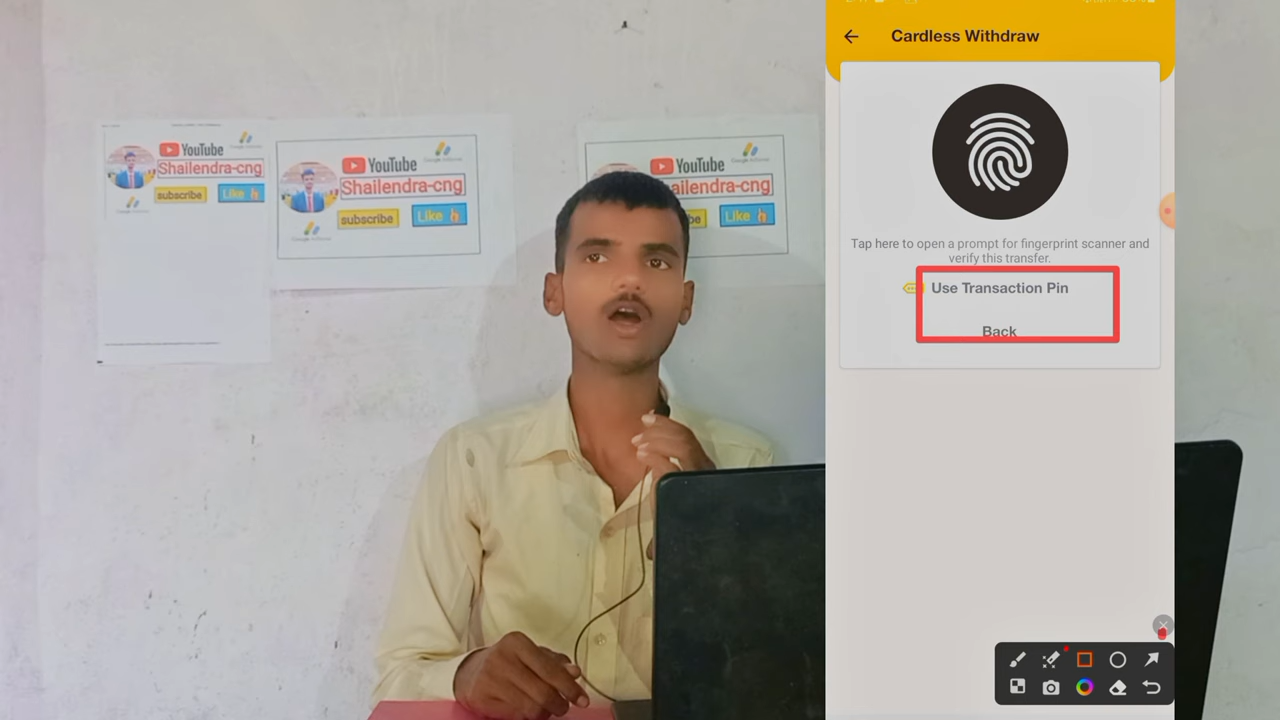 YouTube
Shailendra-cng
subscribe
Like
YouTube
Shailendra-cng
subscribe
Like
YouTube
ailendra-cng
be
Like
Cardless Withdraw
Tap here to open a prompt for fingerprint scanner and
verify this transfer.
Use Transaction Pin
Back